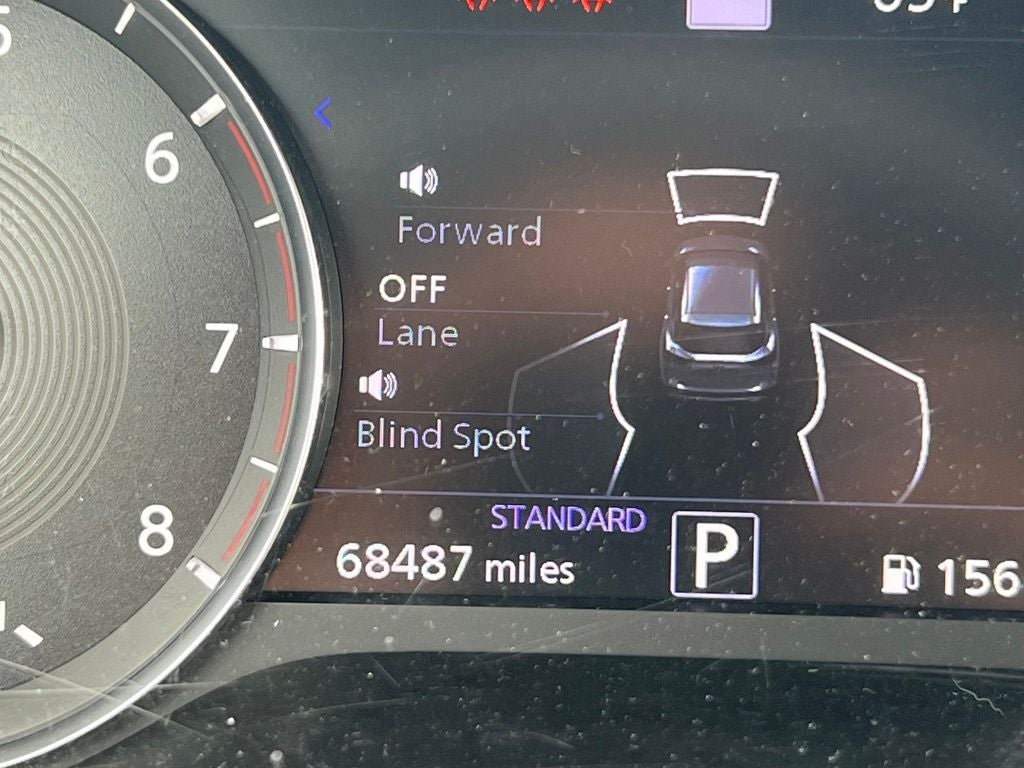 6
7
8
Forward
OFF
Lane
Blind Spot
STANDARD
68487 miles
P
156